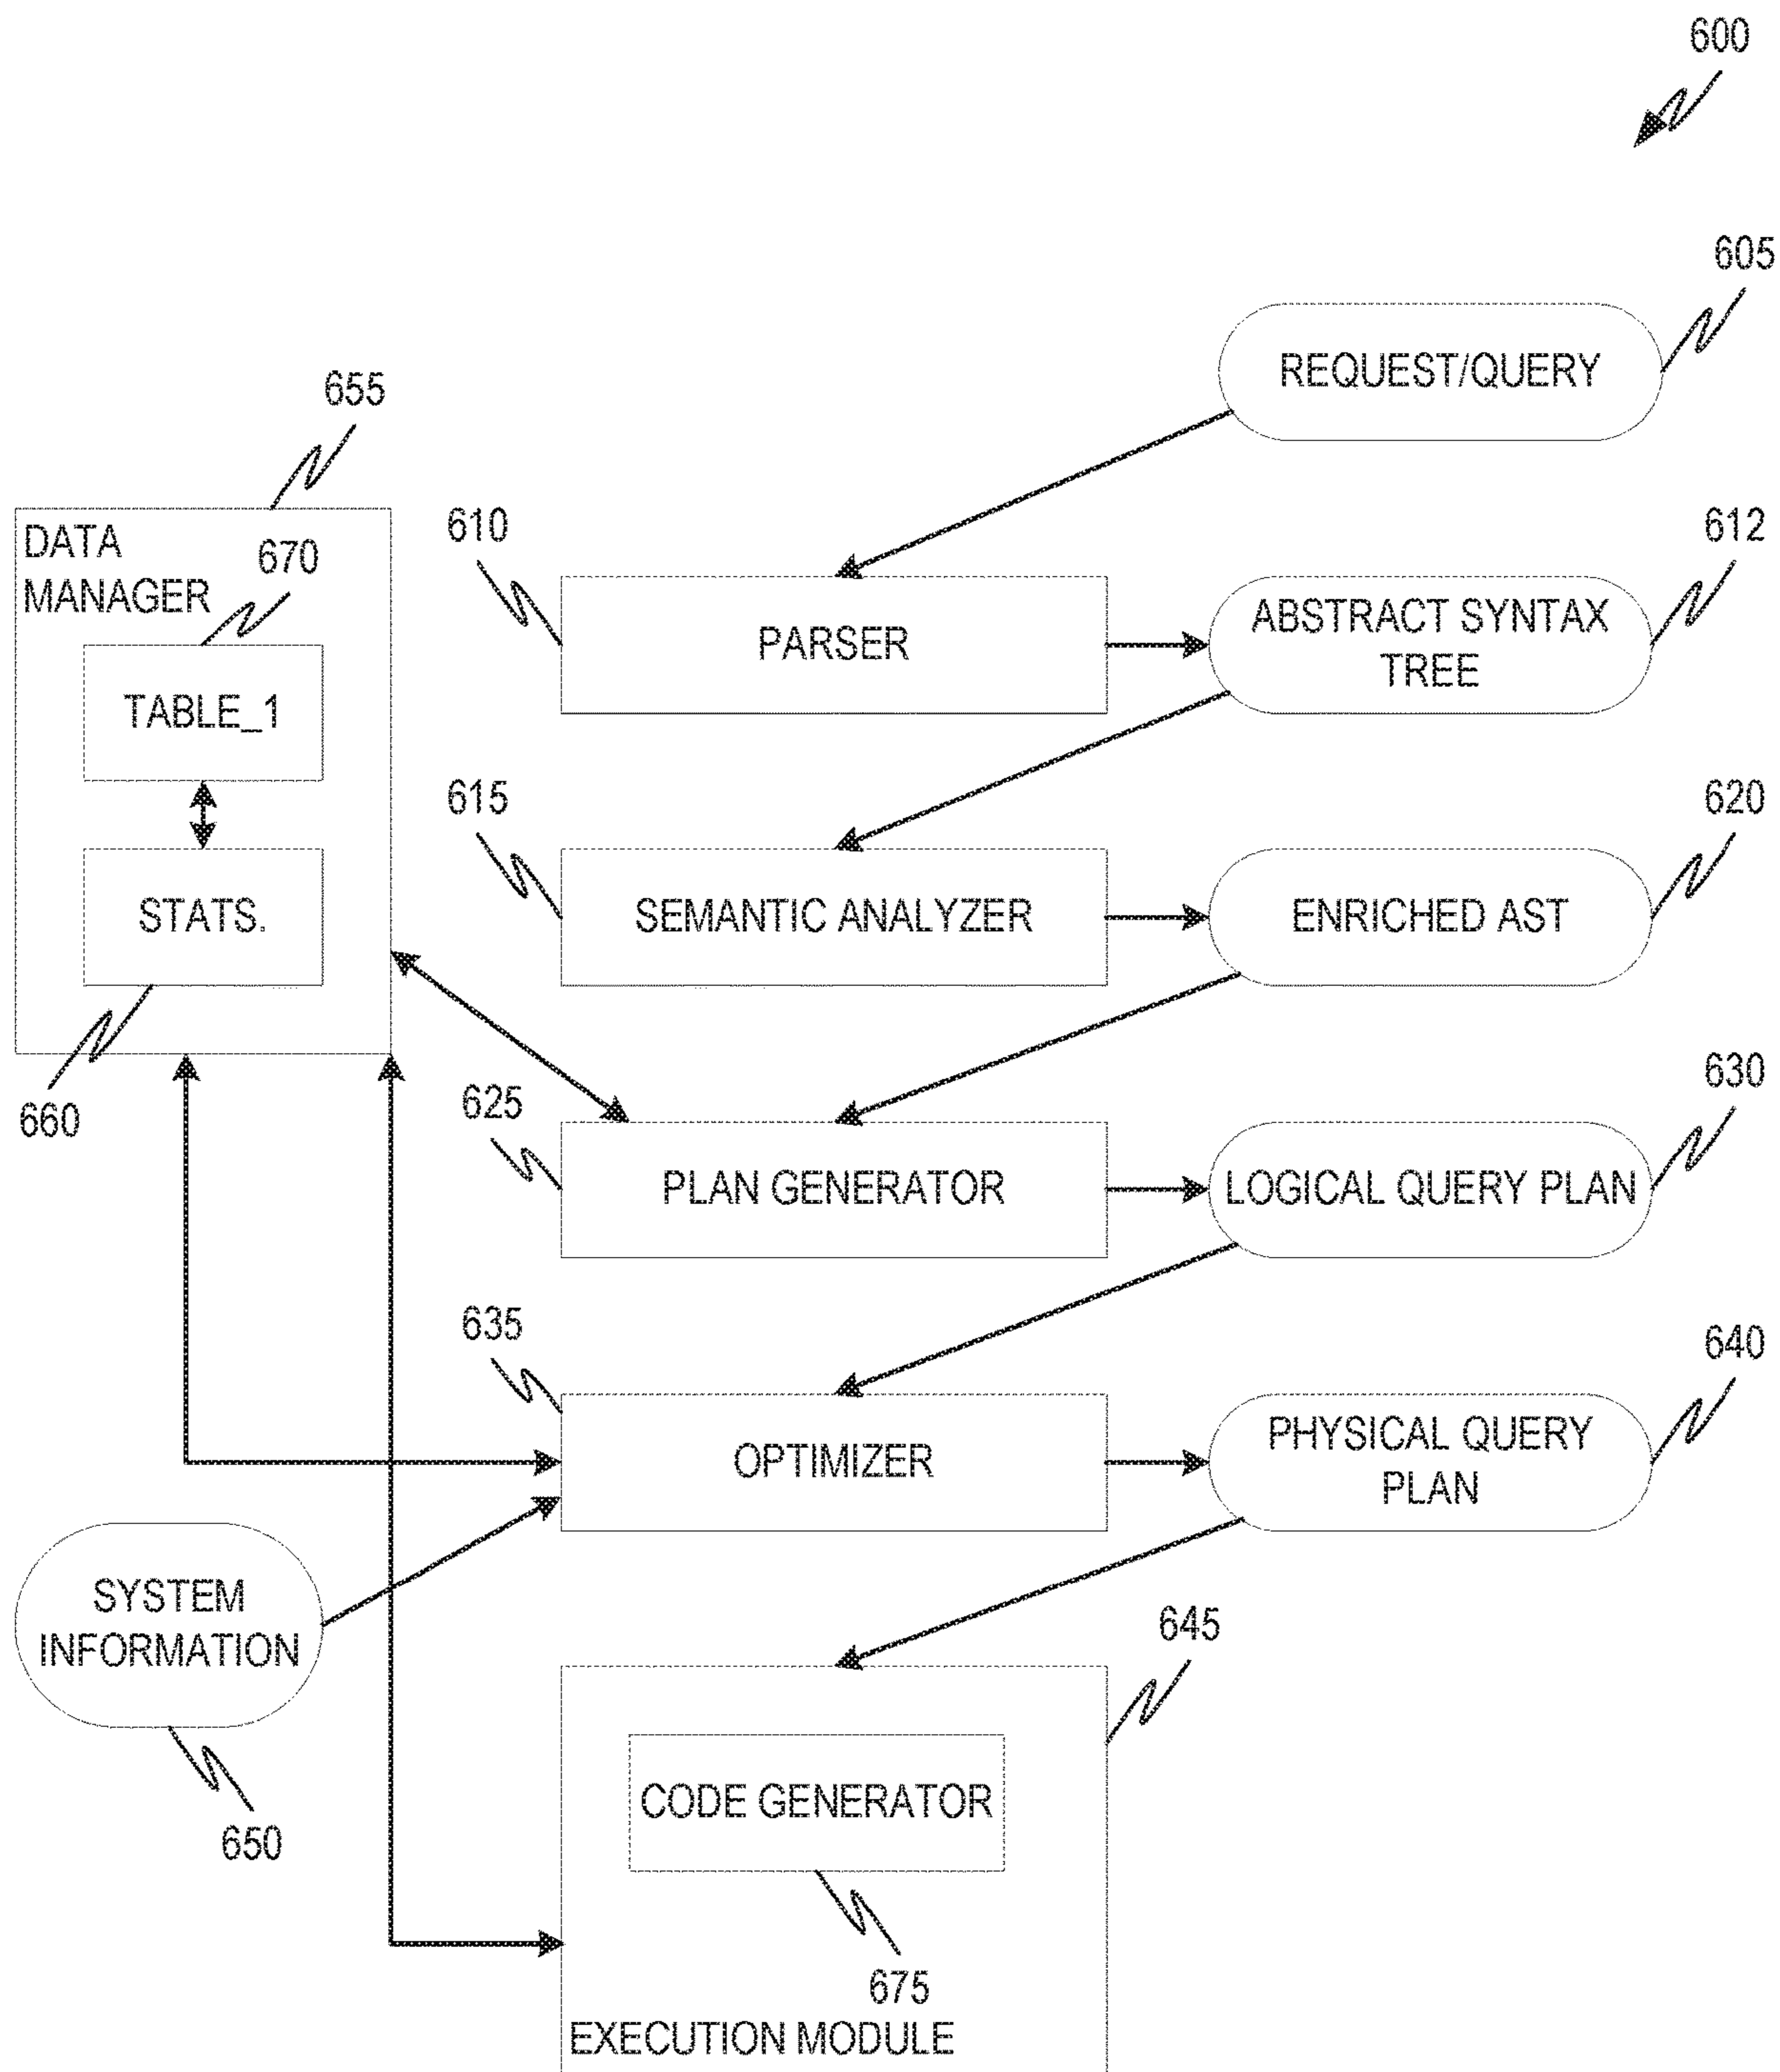 600
605
REQUEST/QUERY
655
DATA
MANAGER
670
610
612
PARSER
ABSTRACT SYNTAX
TREE
TABLE_1
615
620
STATS.
SEMANTIC ANALYZER
ENRICHED AST
660
625
630
PLAN GENERATOR
LOGICAL QUERY PLAN
635
640
OPTIMIZER
PHYSICAL QUERY
PLAN
SYSTEM
INFORMATION
645
650
CODE GENERATOR
675
EXECUTION MODULE